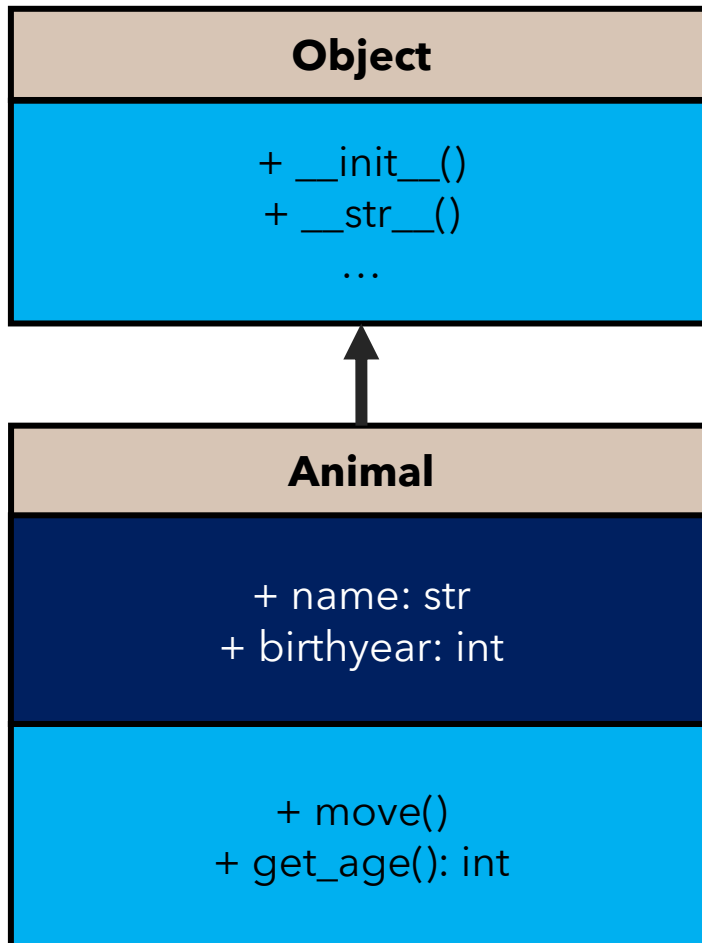 Object
+ __init__()
+ __str__()
…
Animal
+ name: str
+ birthyear: int
+ move()
+ get_age(): int